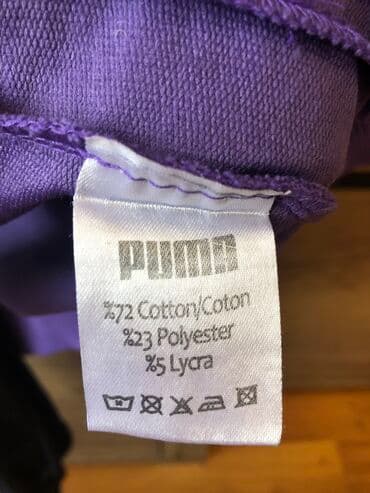 PUMA
%72 Cotton/Coton
%23 Polyester
%5 Lycra